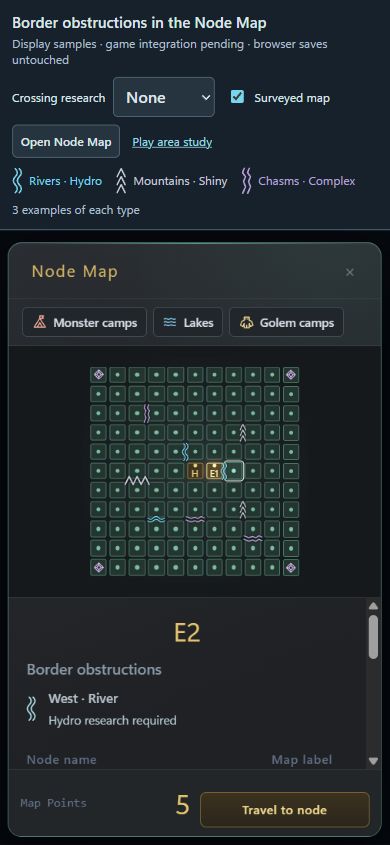 Border obstructions in the Node Map
Display samples · game integration pending · browser saves
untouched
Crossing research None Surveyed map
Open Node Map Play area study
Rivers · Hydro Mountains · Shiny Chasms · Complex
3 examples of each type
Node Map ×
Monster camps Lakes Golem camps
H E1
E2
Border obstructions
West · River
Hydro research required
Node name Map label
Map Points 5 Travel to node